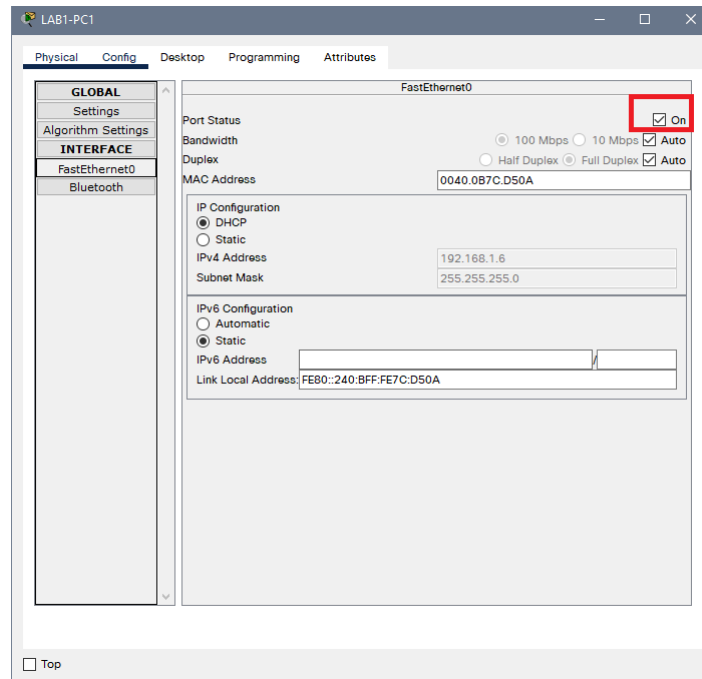 LAB1-PC1
Physical Config Desktop Programming Attributes
GLOBAL
Settings
Algorithm Settings
INTERFACE
FastEthernet0
Bluetooth
FastEthernet0
Port Status On
Bandwidth 100 Mbps 10 Mbps Auto
Duplex Half Duplex Full Duplex Auto
MAC Address 0040.0B7C.D50A
IP Configuration
DHCP
Static
IPv4 Address 192.168.1.6
Subnet Mask 255.255.255.0
IPv6 Configuration
Automatic
Static
IPv6 Address /
Link Local Address: FE80::240:BFF:FE7C:D50A
Top